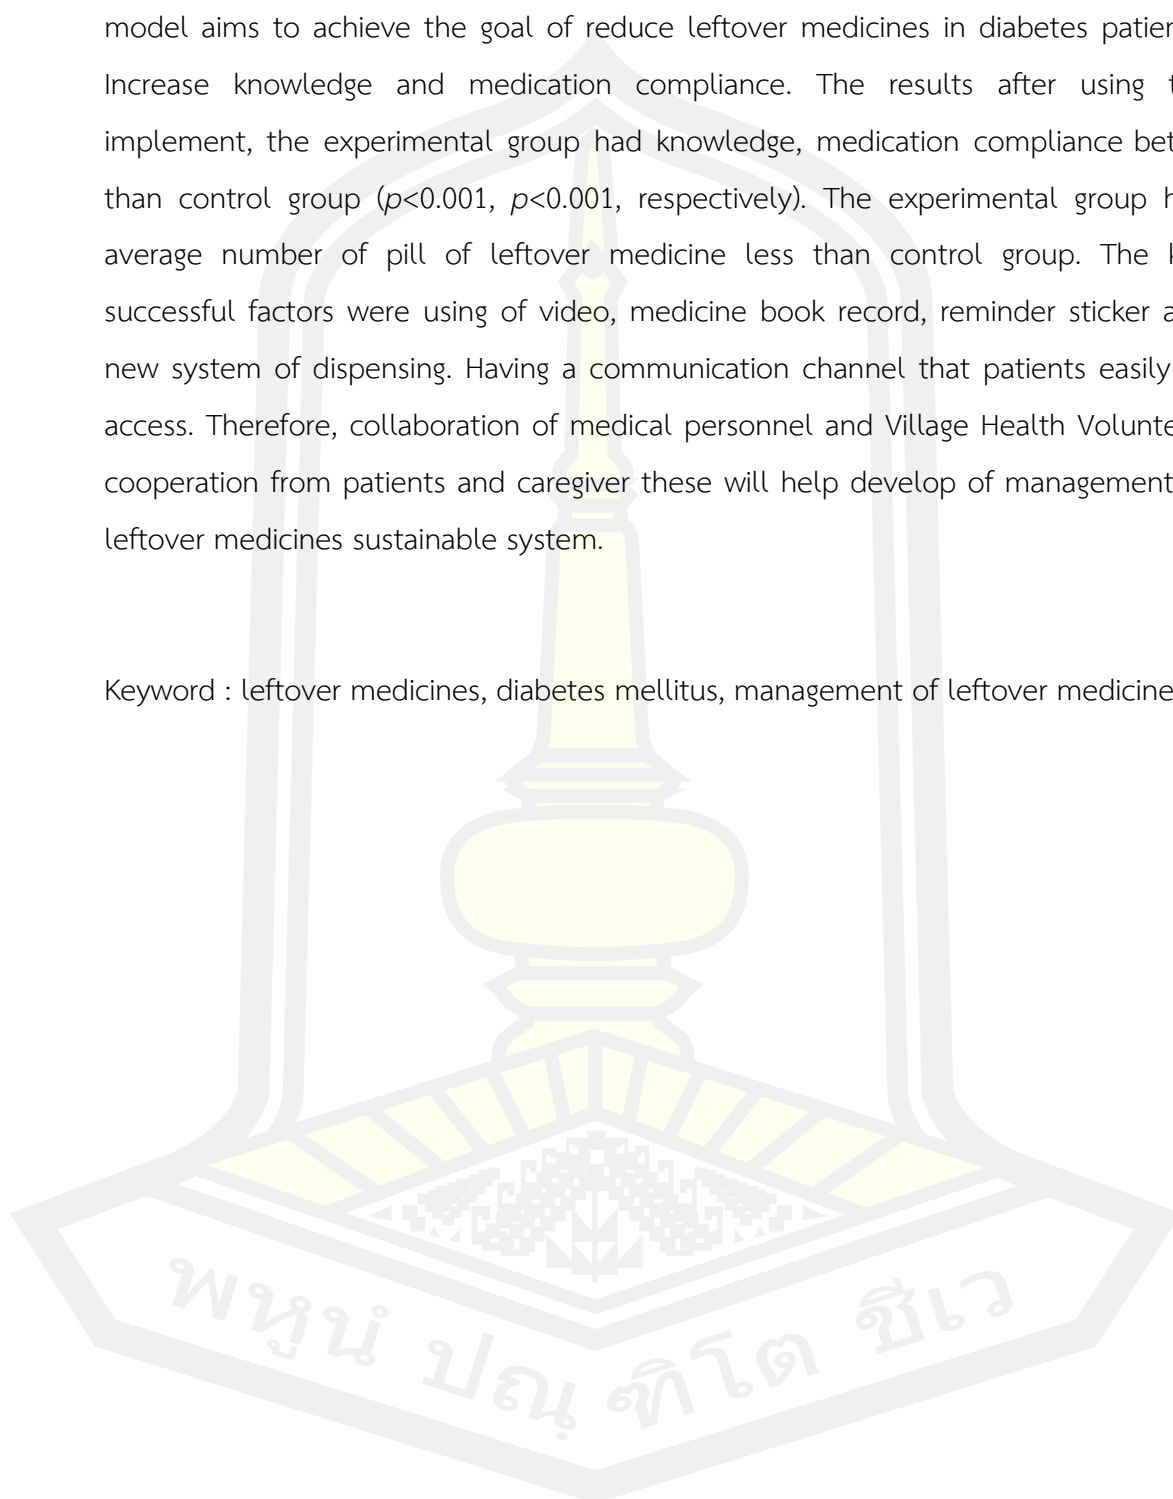 model aims to achieve the goal of reduce leftover medicines in diabetes
Increase knowledge and medication compliance. The results after using
implement, the experimental group had knowledge, medication compliance
than control group (p<0.001, p<0.001, respectively). The experimental group
average number of pill of leftover medicine less than control group. The
successful factors were using of video, medicine book record, reminder sticker
new system of dispensing. Having a communication channel that patients easily
access. Therefore, collaboration of medical personnel and Village Health
cooperation from patients and caregiver these will help develop of management
leftover medicines sustainable system.
Keyword : leftover medicines, diabetes mellitus, management of leftover medicine
พหูนํ ปณฺฑิโต ชีเว